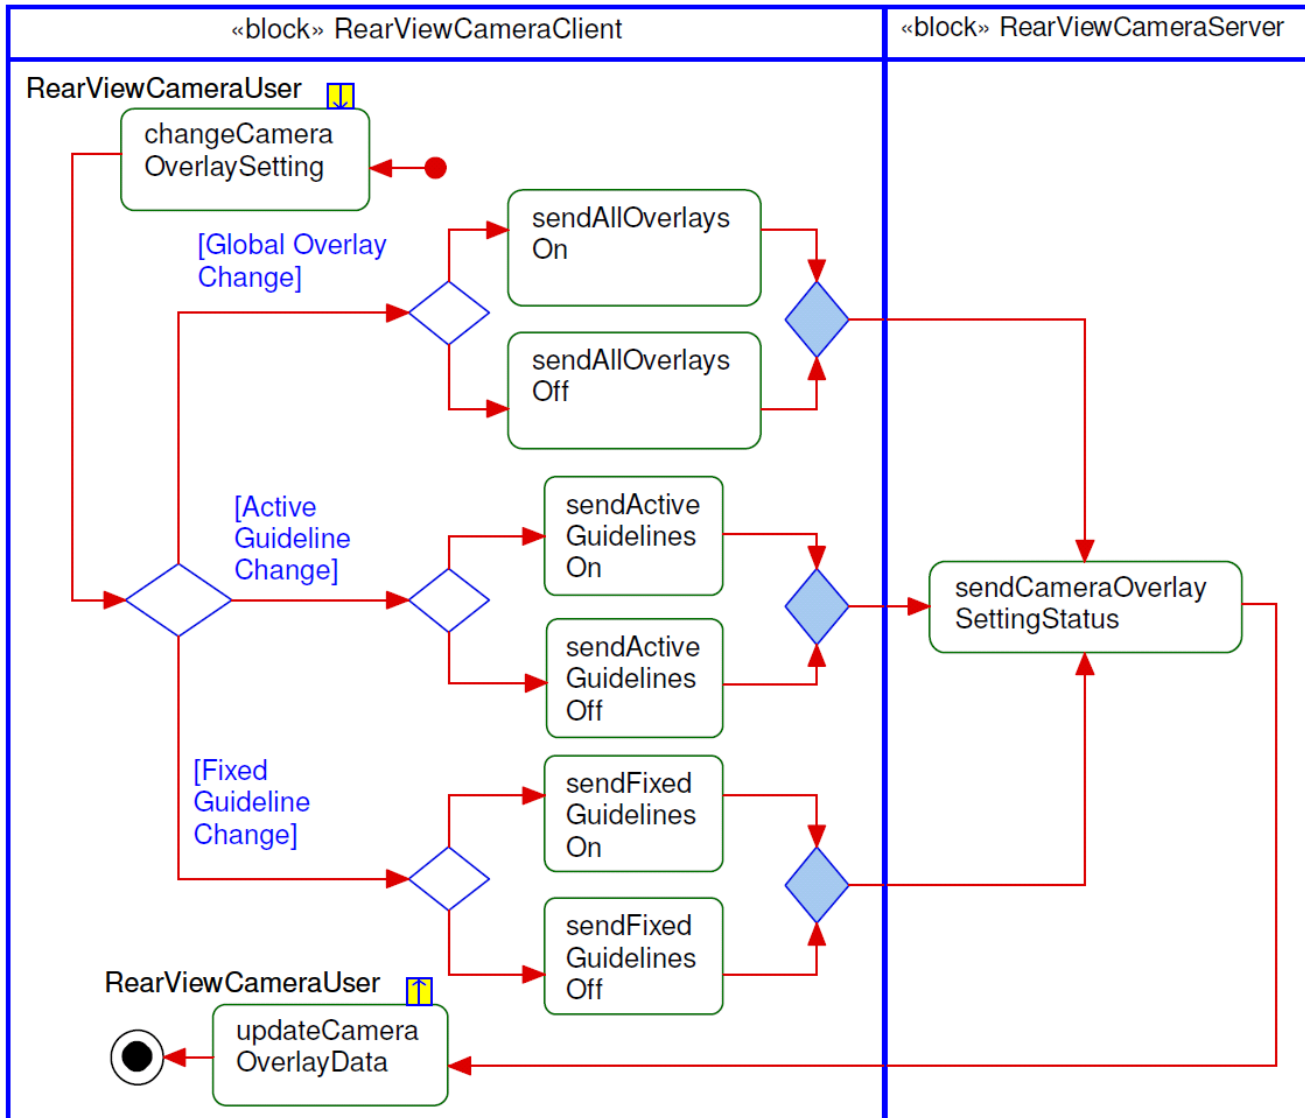 «block» RearViewCameraClient
«block» RearViewCameraServer
RearViewCameraUser
changeCamera
OverlaySetting
[Global Overlay
Change]
sendAllOverlays
On
sendAllOverlays
Off
[Active
Guideline
Change]
sendActive
Guidelines
On
sendActive
Guidelines
Off
sendCameraOverlay
SettingStatus
[Fixed
Guideline
Change]
sendFixed
Guidelines
On
sendFixed
Guidelines
Off
RearViewCameraUser
updateCamera
OverlayData